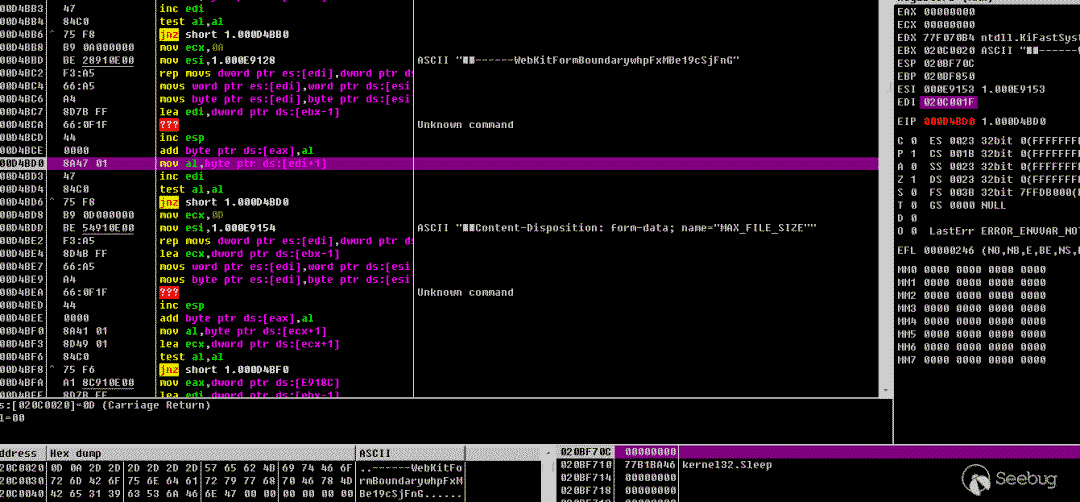 00D4BB3 47 inc edi
00D4BB4 84C0 test al,al
00D4BB6 ^ 75 F8 jnz short 1.000D4BB0
00D4BB8 B9 0A000000 mov ecx,0A
00D4BBD BE 28910E00 mov esi,1.000E9128 ASCII "------WebKitFormBoundarywhpFxMBe19cSjFnG"
00D4BC2 F3:A5 rep movs dword ptr es:[edi],dword ptr ds
00D4BC4 66:A5 movs word ptr es:[edi],word ptr ds:[esi
00D4BC6 A4 movs byte ptr es:[edi],byte ptr ds:[esi
00D4BC7 8D7B FF lea edi,dword ptr ds:[ebx-1]
00D4BCA 66:0F1F ??? Unknown command
00D4BCD 44 inc esp
00D4BCE 0000 add byte ptr ds:[eax],al
00D4BD0 8A47 01 mov al,byte ptr ds:[edi+1]
00D4BD3 47 inc edi
00D4BD4 84C0 test al,al
00D4BD6 ^ 75 F8 jnz short 1.000D4BD0
00D4BD8 B9 0D000000 mov ecx,0D
00D4BDD BE 54910E00 mov esi,1.000E9154 ASCII "Content-Disposition: form-data; name="MAX_FILE_SIZE""
00D4BE2 F3:A5 rep movs dword ptr es:[edi],dword ptr ds
00D4BE4 8D4B FF lea ecx,dword ptr ds:[ebx-1]
00D4BE7 66:A5 movs word ptr es:[edi],word ptr ds:[esi
00D4BE9 A4 movs byte ptr es:[edi],byte ptr ds:[esi
00D4BEA 66:0F1F ??? Unknown command
00D4BED 44 inc esp
00D4BEE 0000 add byte ptr ds:[eax],al
00D4BF0 8A41 01 mov al,byte ptr ds:[ecx+1]
00D4BF3 8D49 01 lea ecx,dword ptr ds:[ecx+1]
00D4BF6 84C0 test al,al
00D4BF8 ^ 75 F6 jnz short 1.000D4BF0
00D4BFA A1 8C910E00 mov eax,dword ptr ds:[E918C]
00D4BFF 8D7B FF lea edi,dword ptr ds:[ebx-1]
s:[020C0020]=0D (Carriage Return)
l=00
EAX 00000000
ECX 00000000
EDX 77F070B4 ntdll.KiFastSyst
EBX 020C0020 ASCII "------
ESP 020BF70C
EBP 020BF850
ESI 000E9153 1.000E9153
EDI 020C001F
EIP 000D4BD0 1.000D4BD0
C 0 ES 0023 32bit 0(FFFFFFF
P 1 CS 001B 32bit 0(FFFFFFF
A 0 SS 0023 32bit 0(FFFFFFF
Z 1 DS 0023 32bit 0(FFFFFFF
S 0 FS 003B 32bit 7FFDB000(
T 0 GS 0000 NULL
D 0
O 0 LastErr ERROR_ENVVAR_NOT
EFL 00000246 (NO,NB,E,BE,NS,
MM0 0000 0000 0000 0000
MM1 0000 0000 0000 0000
MM2 0000 0000 0000 0000
MM3 0000 0000 0000 0000
MM4 0000 0000 0000 0000
MM5 0000 0000 0000 0000
MM6 0000 0000 0000 0000
MM7 0000 0000 0000 0000
ddress Hex dump ASCII
20C0020 0D 0A 2D 2D 2D 2D 2D 2D 57 65 62 4B 69 74 46 6F ..------WebKitFo
20C0030 72 6D 42 6F 75 6E 64 61 72 79 77 68 70 46 78 4D rmBoundarywhpFxM
20C0040 42 65 31 39 63 53 6A 46 6E 47 00 00 00 00 00 00 Be19cSjFnG......
020BF70C 00000000
020BF710 77B1BA46 kernel32.Sleep
020BF714 00000000
020BF718 00000000
Seebug